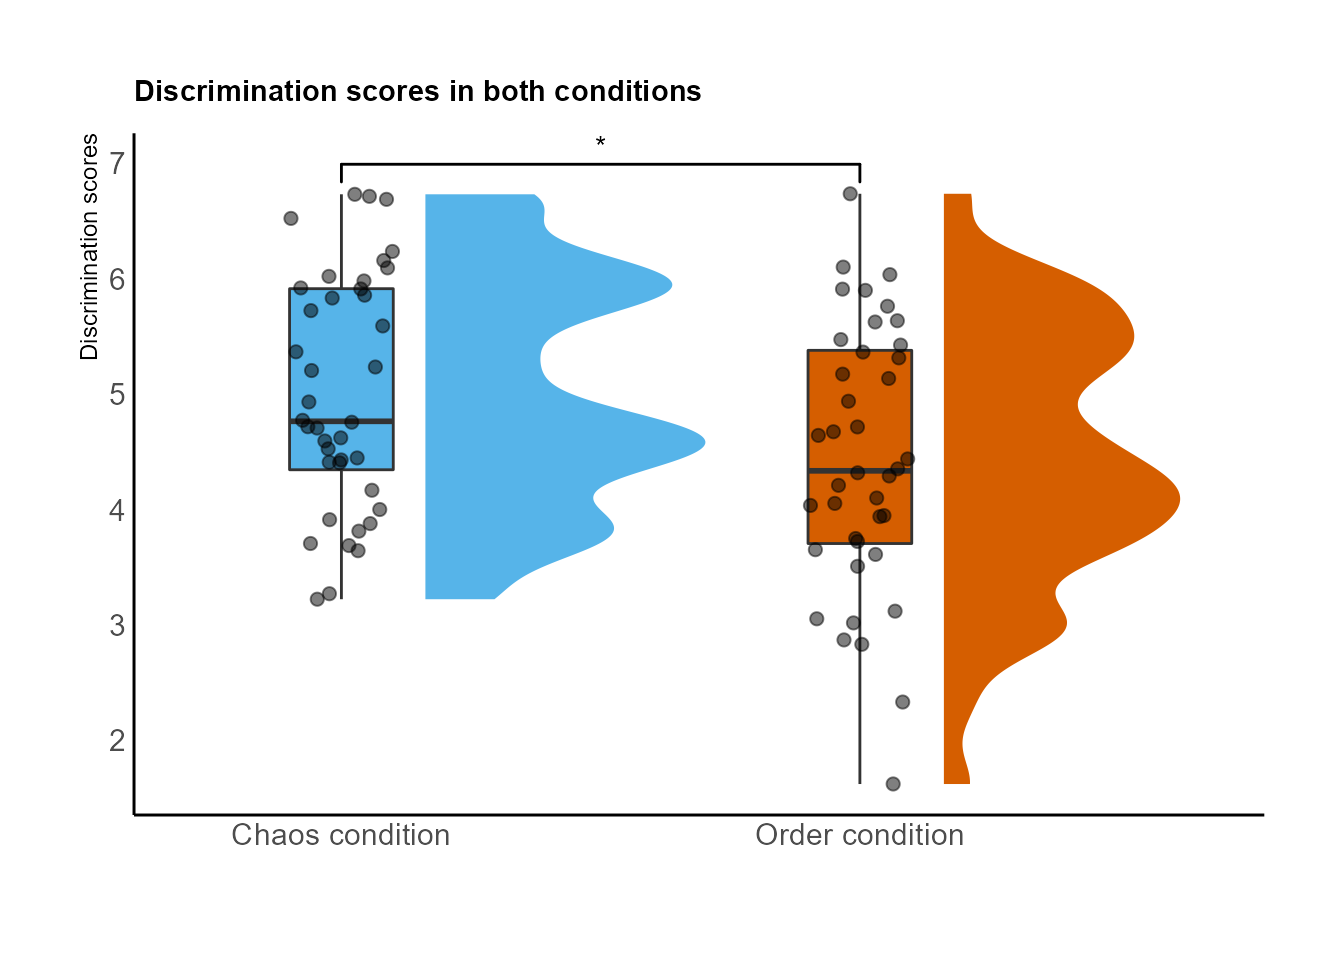 Discrimination scores in both conditions
Discrimination scores
*
7
6
5
4
3
2
Chaos condition
Order condition